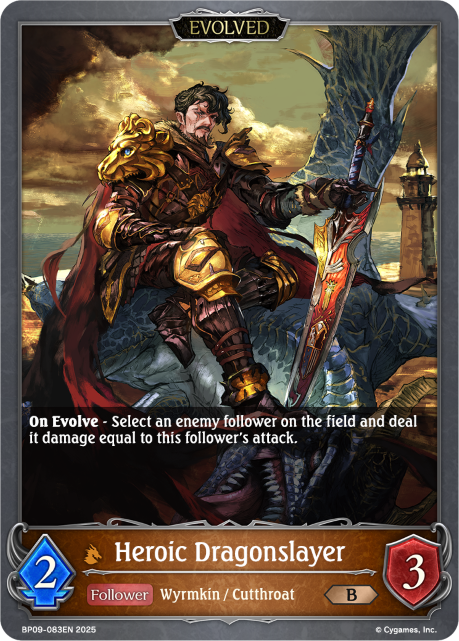 EVOLVED
On Evolve - Select an enemy follower on the field and deal
it damage equal to this follower's attack.
Heroic Dragonslayer
2
Follower Wyrmkin / Cutthroat B
3
BP09-083EN 2025 © Cygames, Inc.